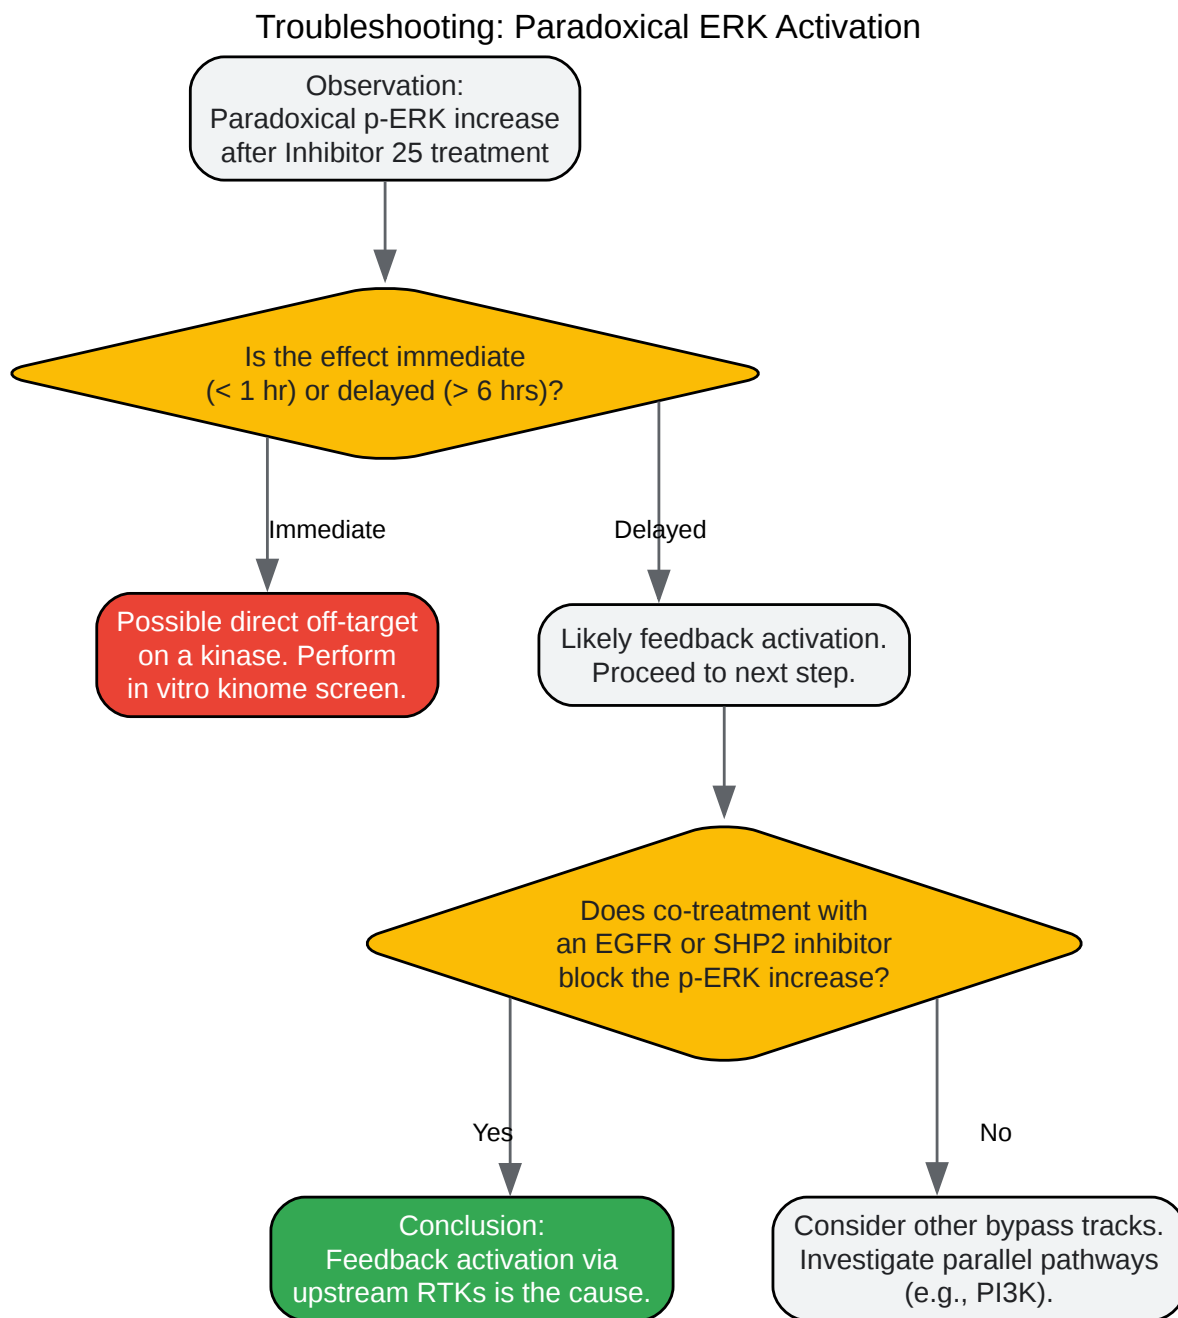 Troubleshooting: Paradoxical ERK Activation
Observation:
Paradoxical p-ERK increase
after Inhibitor 25 treatment
Is the effect immediate
(< 1 hr) or delayed (> 6 hrs)?
Immediate
Delayed
Possible direct off-target
on a kinase. Perform
in vitro kinome screen.
Likely feedback activation.
Proceed to next step.
Does co-treatment with
an EGFR or SHP2 inhibitor
block the p-ERK increase?
Yes
No
Conclusion:
Feedback activation via
upstream RTKs is the cause.
Consider other bypass tracks.
Investigate parallel pathways
(e.g., PI3K).